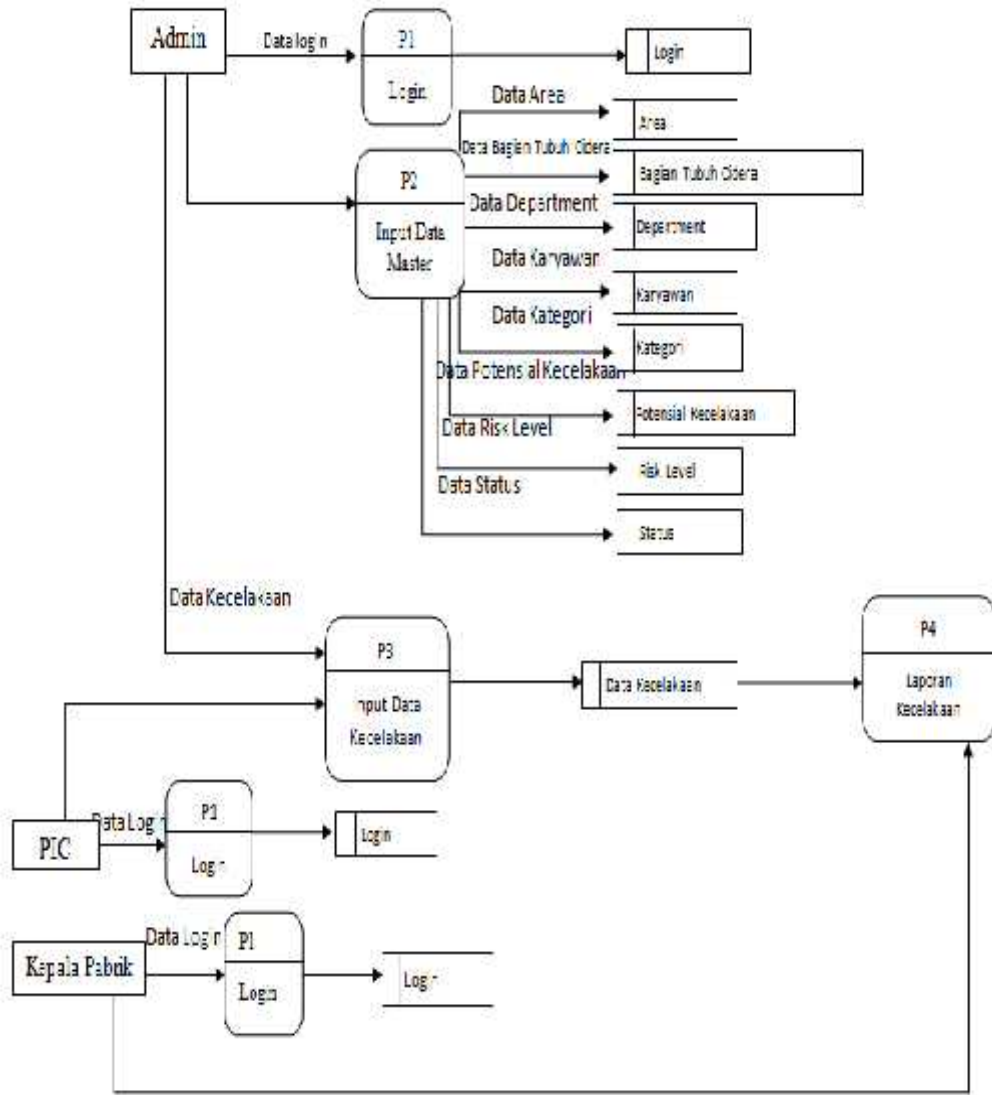 Admin
Data login
P1
Login
Login
Data Area
Area
Data Bagian Tubuh Cidera
Bagian Tubuh Cidera
P2
Input Data
Master
Data Department
Department
Data Karyawan
Karyawan
Data Kategori
Kategori
Data Potensial Kecelakaan
Potensial Kecelakaan
Data Risk Level
Risk Level
Data Status
Status
Data Kecelakaan
P3
Input Data
Kecelakaan
Data Kecelakaan
P4
Laporan
Kecelakaan
PIC
Data Login
Login
Login
Kepala Pabrik
Data Login
P1
Login
Login